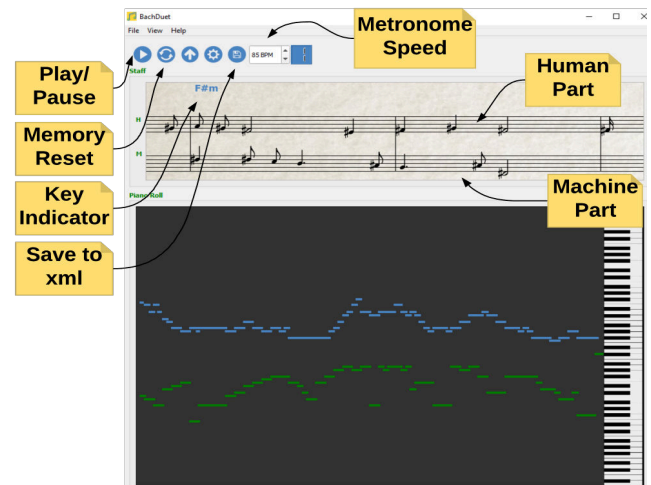 BachDuet
File View Help
Metronome
Speed
85 BPM
Play/
Pause
Staff
F#m
Human
Part
H
Memory
Reset
M
Key
Indicator
Machine
Part
Piano Roll
Save to
xml